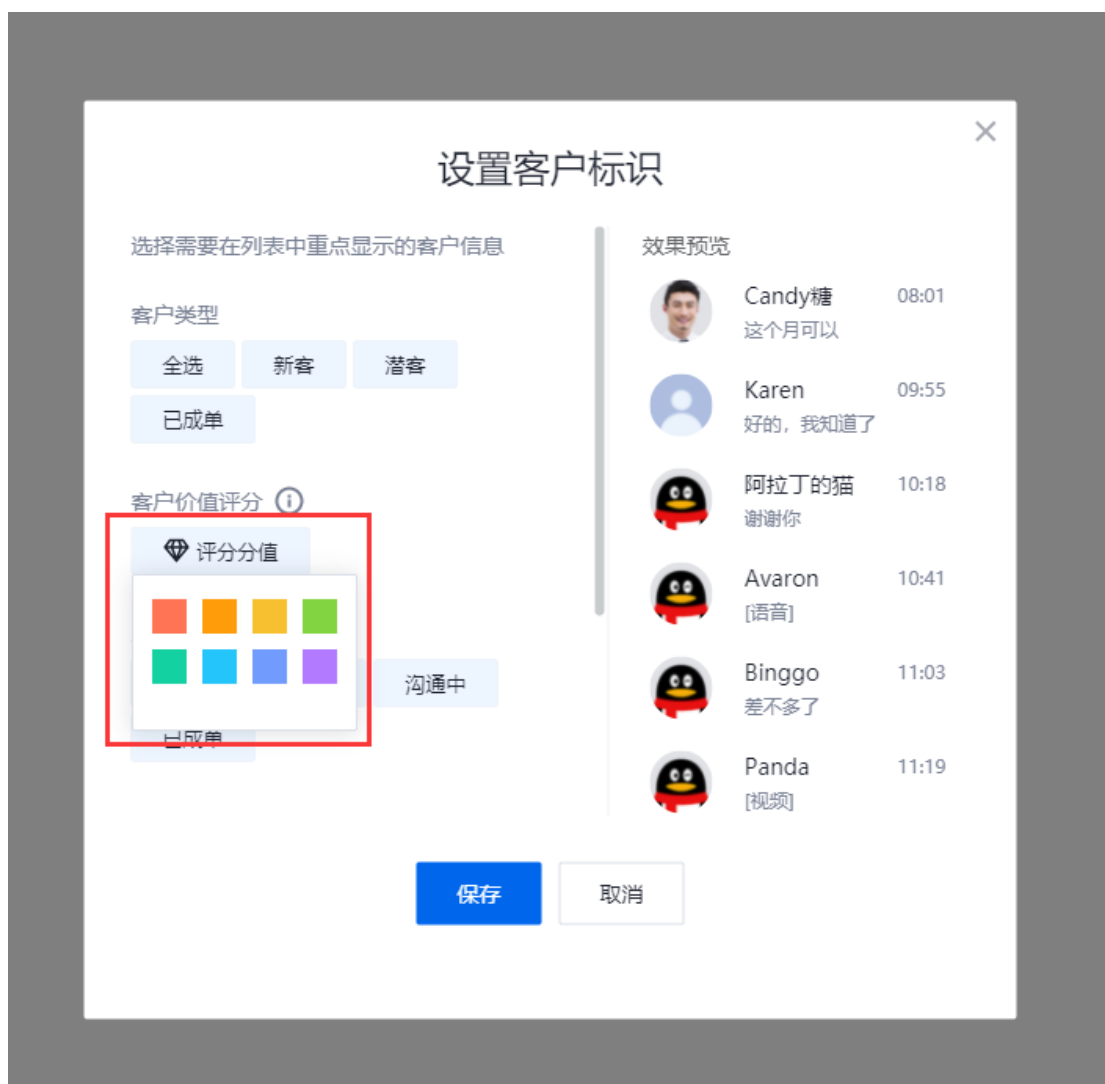 设置客户标识
选择需要在列表中重点显示的客户信息
客户类型
全选 新客 潜客
已成单
客户价值评分
评分分值
沟通中
已成单
效果预览
Candy糖 08:01
这个月可以
Karen 09:55
好的，我知道了
阿拉丁的猫 10:18
谢谢你
Avaron 10:41
[语音]
Binggo 11:03
差不多了
Panda 11:19
[视频]
保存 取消